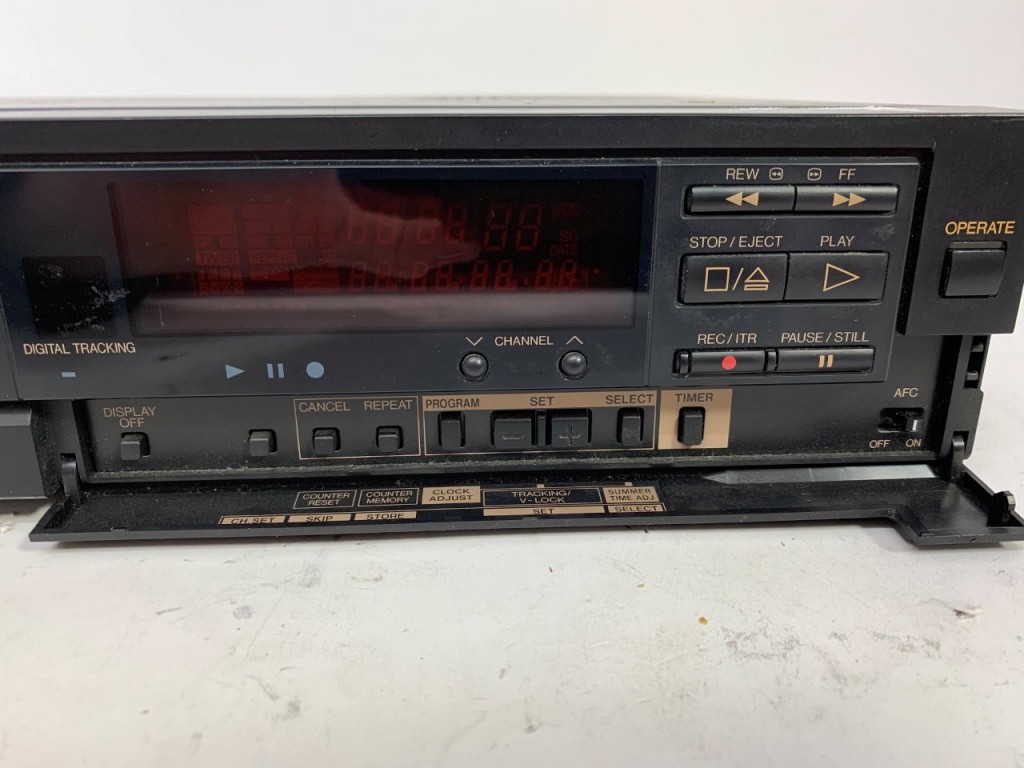 REW FF
OPERATE
STOP / EJECT PLAY
DIGITAL TRACKING
CHANNEL
REC / ITR PAUSE / STILL
AFC
OFF ON
DISPLAY
OFF
CANCEL REPEAT
PROGRAM SET SELECT
TIMER
COUNTER
RESET
COUNTER
MEMORY
CLOCK
ADJUST
TRACKING/
V-LOCK
SUMMER
TIME ADJ
CH SET SKIP STORE SET SELECT